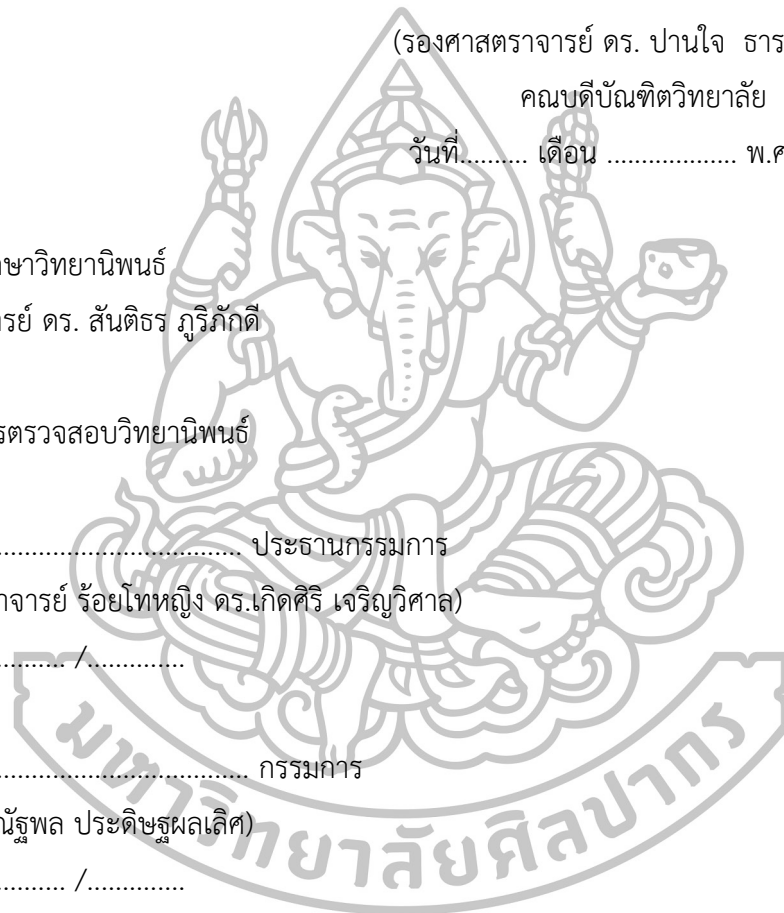 (รองศาสตราจารย์ ดร. ปานใจ ธาร
คณบดีบัณฑิตวิทยาลัย
วันที่.......... เดือน .................. พ.ศ
ษาวิทยานิพนธ์
ารย์ ดร. สันติธร ภูริภักดี
รตรวจสอบวิทยานิพนธ์
................................... ประธานกรรมการ
าจารย์ ร้อยโทหญิง ดร.เกิดศิริ เจริญวิศาล)
.......... /.............
................................... กรรมการ
ณัฐพล ประดิษฐผลเลิศ)
.......... /.............
มหาวิทยาลัยศิลปากร